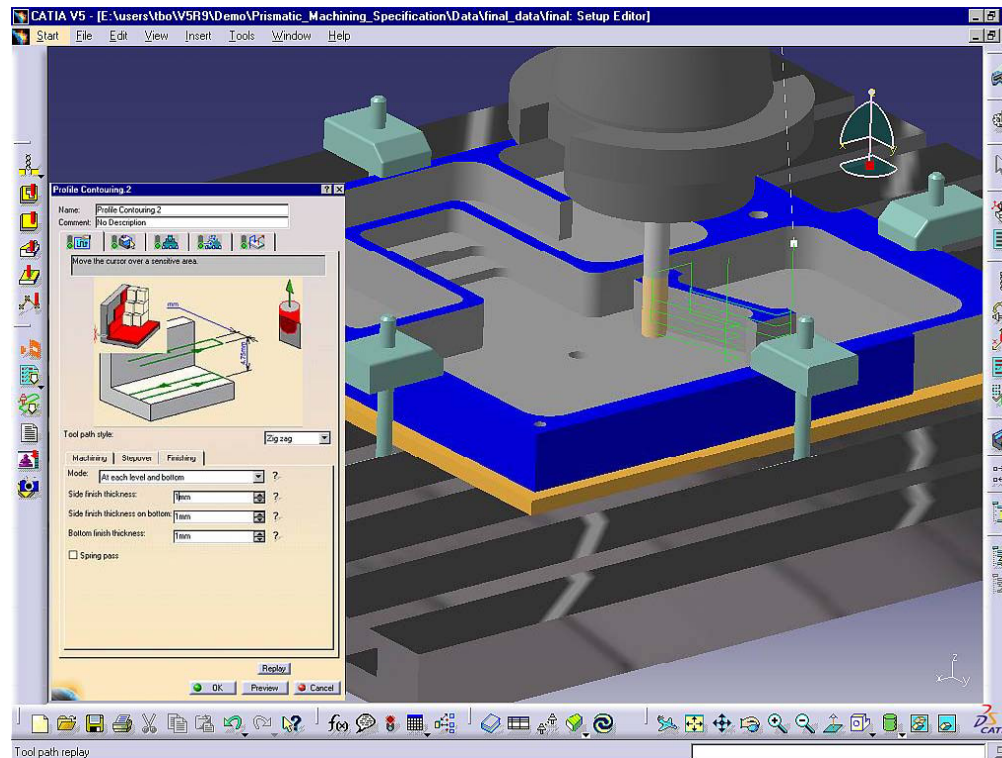 CATIA V5 - [E:\users\tbo\V5R9\Demo\Prismatic_Machining_Specification\Data\final_data\final: Setup Editor]
Start File Edit View Insert Tools Window Help
Profile Contouring.2
Name: Profile Contouring.2
Comment: No Description
Move the cursor over a sensitive area.
mm
4.75mm
Tool path style: Zig zag
Machining Stepover Finishing
Mode: At each level and bottom ?
Side finish thickness: 1mm ?
Side finish thickness on bottom: 1mm ?
Bottom finish thickness: 1mm ?
Spring pass
Replay
OK Preview Cancel
z
y
f(x)
CATIA
Tool path replay